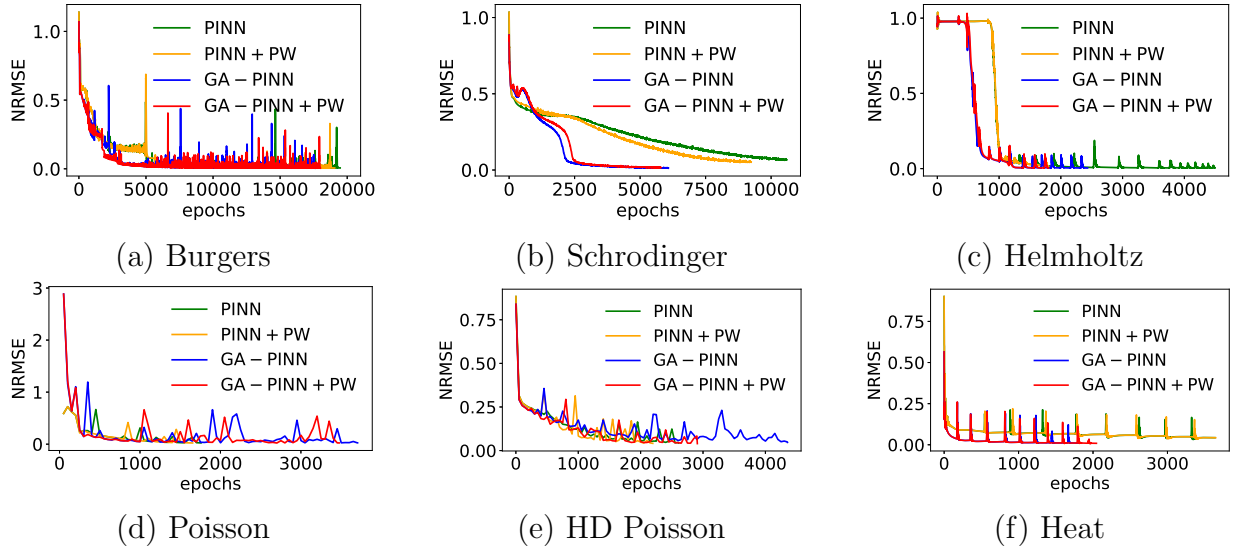 1.0
0.5
0.0
NRMSE
PINN
PINN + PW
GA − PINN
GA − PINN + PW
0 5000 10000 15000 20000
epochs
(a) Burgers
1.0
0.5
0.0
NRMSE
PINN
PINN + PW
GA − PINN
GA − PINN + PW
0 2500 5000 7500 10000
epochs
(b) Schrodinger
1.0
0.5
0.0
NRMSE
PINN
PINN + PW
GA − PINN
GA − PINN + PW
0 1000 2000 3000 4000
epochs
(c) Helmholtz
3
2
1
0
NRMSE
PINN
PINN + PW
GA − PINN
GA − PINN + PW
0 1000 2000 3000
epochs
(d) Poisson
0.75
0.50
0.25
0.00
NRMSE
PINN
PINN + PW
GA − PINN
GA − PINN + PW
0 1000 2000 3000 4000
epochs
(e) HD Poisson
0.75
0.50
0.25
0.00
NRMSE
PINN
PINN + PW
GA − PINN
GA − PINN + PW
0 1000 2000 3000
epochs
(f) Heat